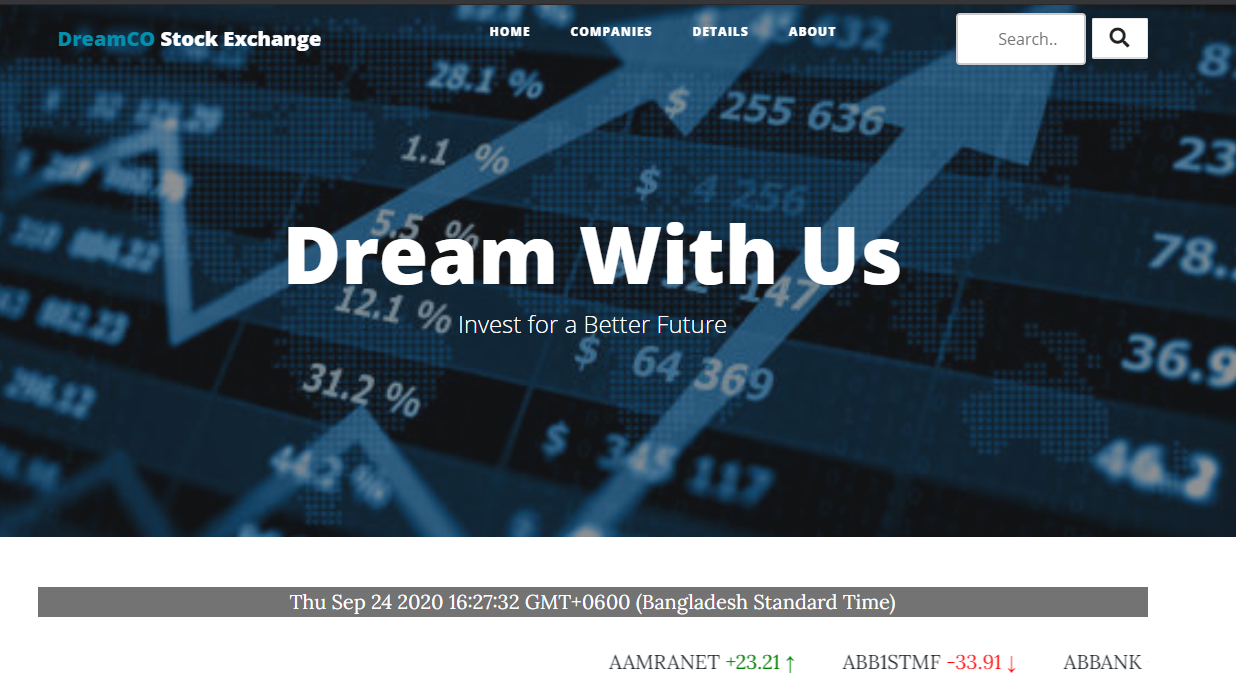 DreamCO Stock Exchange
HOME COMPANIES DETAILS ABOUT
Search..
28.1 %
$ 255 636
1.1 %
$ 4 256
23
5.5 %
78..
Dream With Us
147
12.1 %
Invest for a Better Future
$ 64 369
36.9
31.2 %
$ 345 117
44.2 %
46.2
Thu Sep 24 2020 16:27:32 GMT+0600 (Bangladesh Standard Time)
AAMRANET +23.21 ↑ ABB1STMF -33.91 ↓ ABBANK